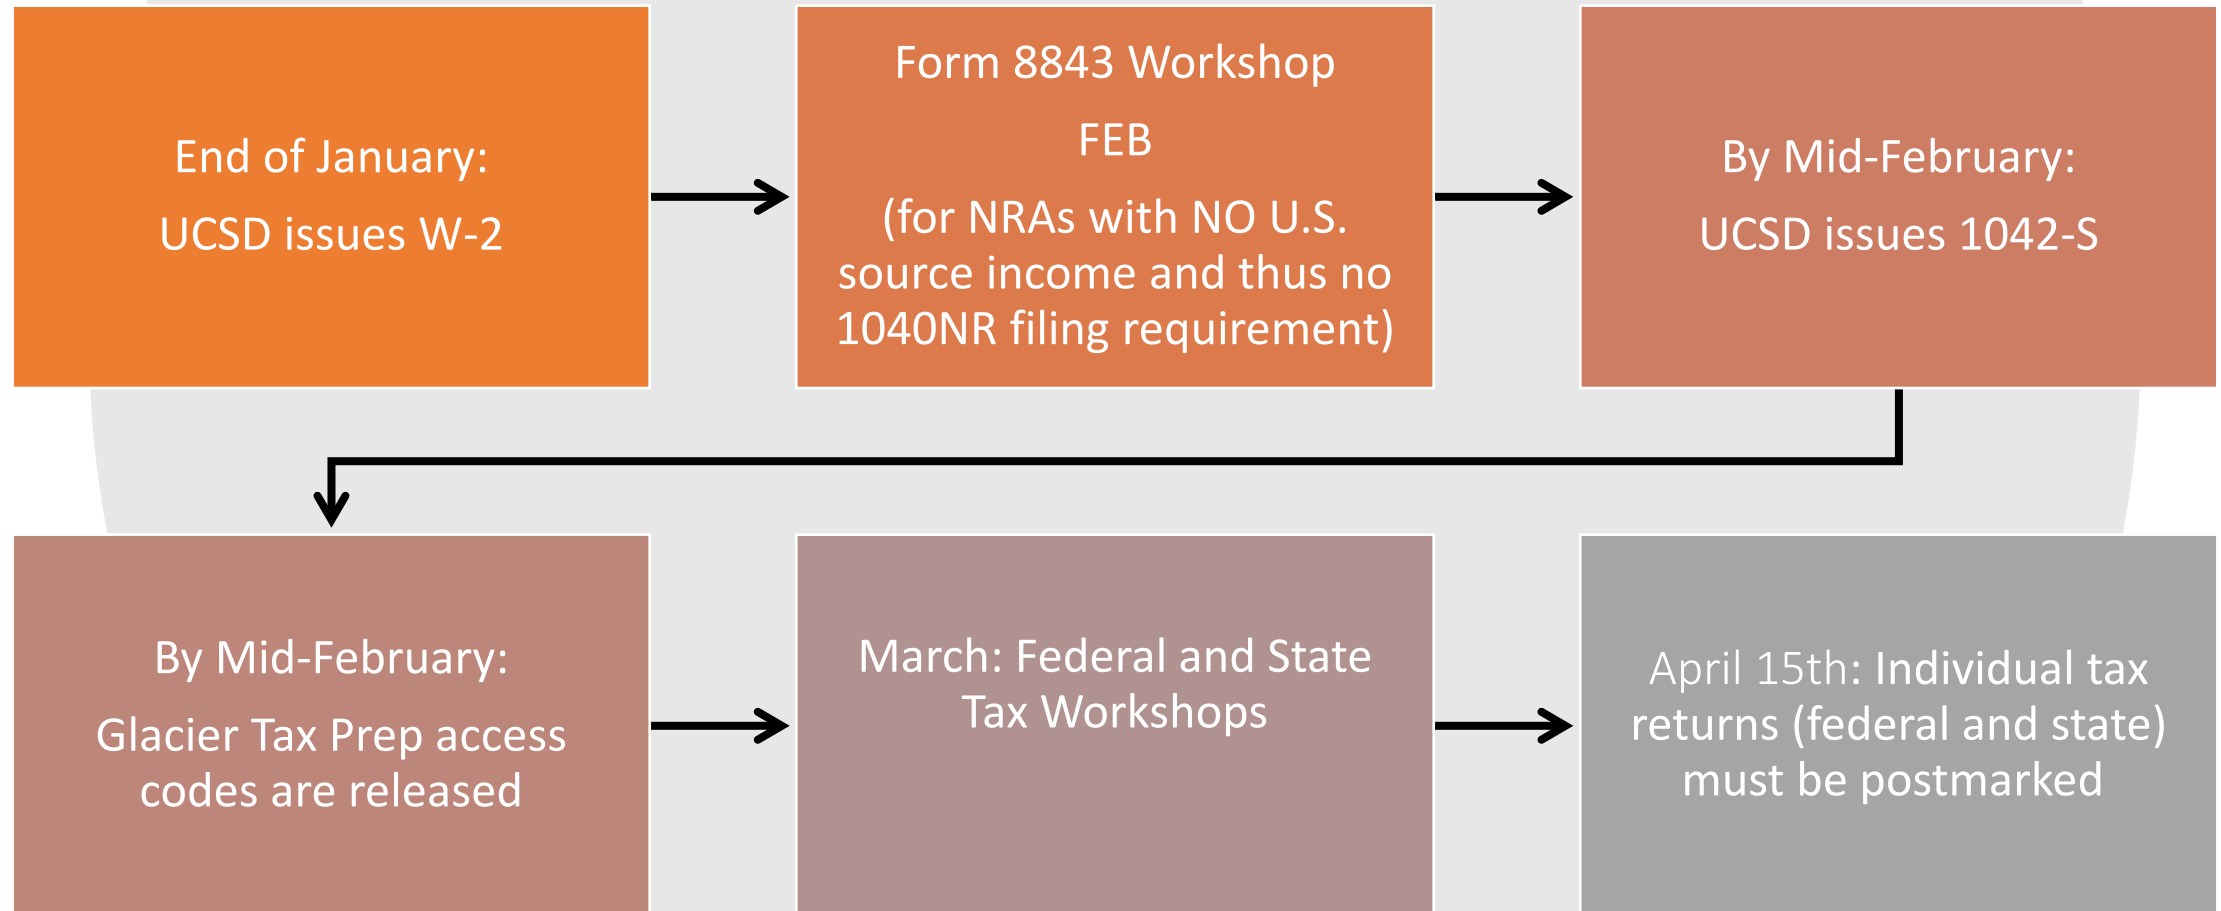 End of January:
UCSD issues W-2
Form 8843 Workshop
FEB
(for NRAs with NO U.S.
source income and thus no
1040NR filing requirement)
By Mid-February:
UCSD issues 1042-S
By Mid-February:
Glacier Tax Prep access
codes are released
March: Federal and State
Tax Workshops
April 15th: Individual tax
returns (federal and state)
must be postmarked